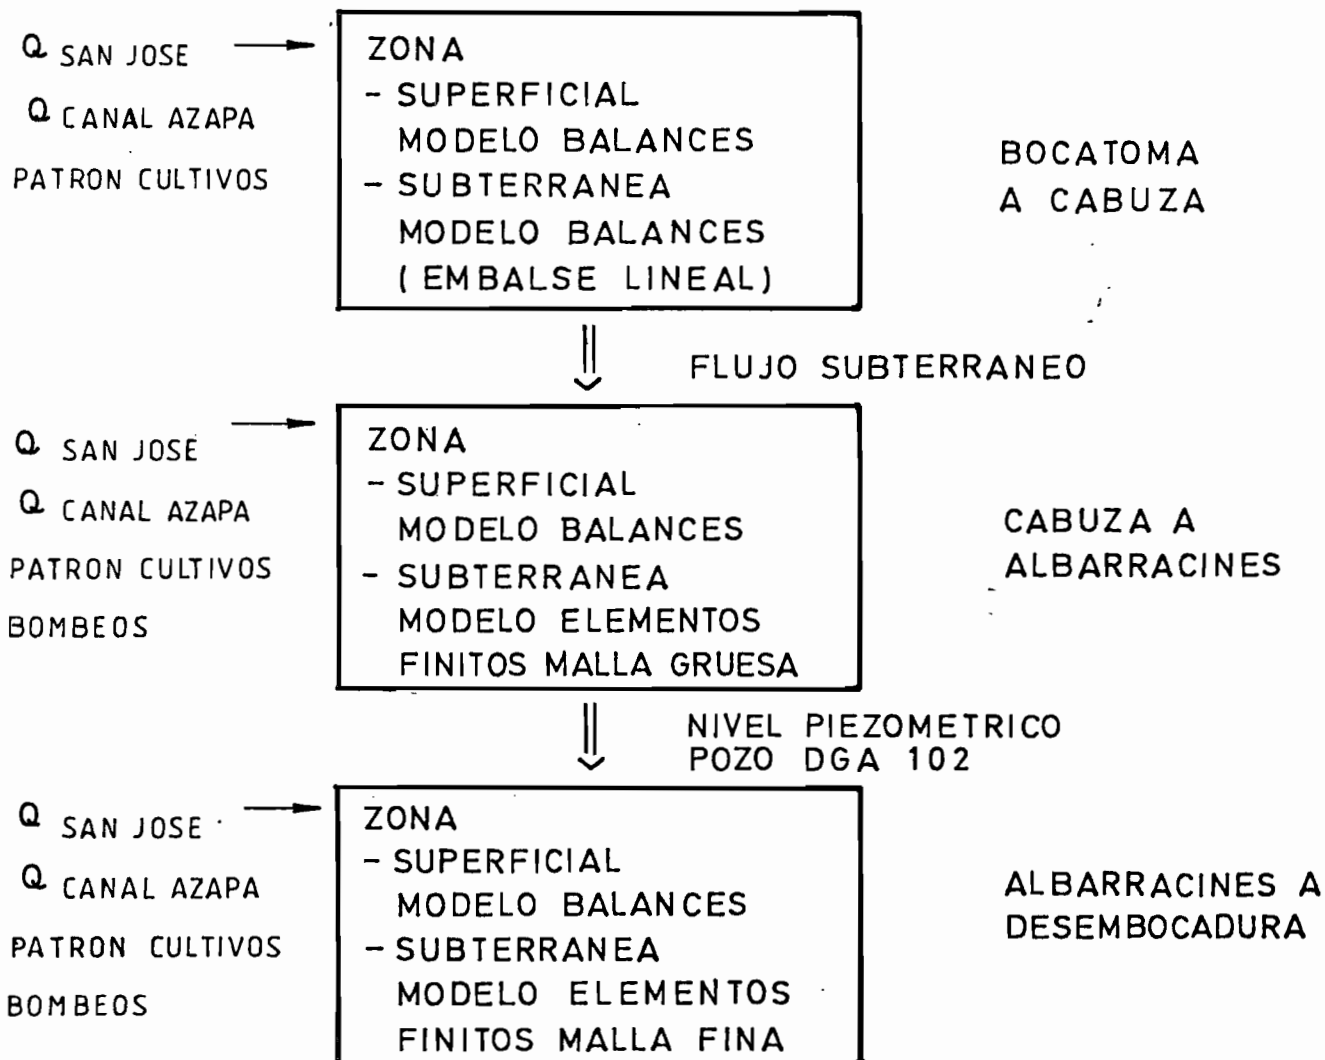 Q SAN JOSE
Q CANAL AZAPA
PATRON CULTIVOS
ZONA
- SUPERFICIAL
MODELO BALANCES
- SUBTERRANEA
MODELO BALANCES
(EMBALSE LINEAL)
BOCATOMA
A CABUZA
FLUJO SUBTERRANEO
Q SAN JOSE
Q CANAL AZAPA
PATRON CULTIVOS
BOMBEOS
ZONA
- SUPERFICIAL
MODELO BALANCES
- SUBTERRANEA
MODELO ELEMENTOS
FINITOS MALLA GRUESA
CABUZA A
ALBARRACINES
NIVEL PIEZOMETRICO
POZO DGA 102
Q SAN JOSE
Q CANAL AZAPA
PATRON CULTIVOS
BOMBEOS
ZONA
- SUPERFICIAL
MODELO BALANCES
- SUBTERRANEA
MODELO ELEMENTOS
FINITOS MALLA FINA
ALBARRACINES A
DESEMBOCADURA